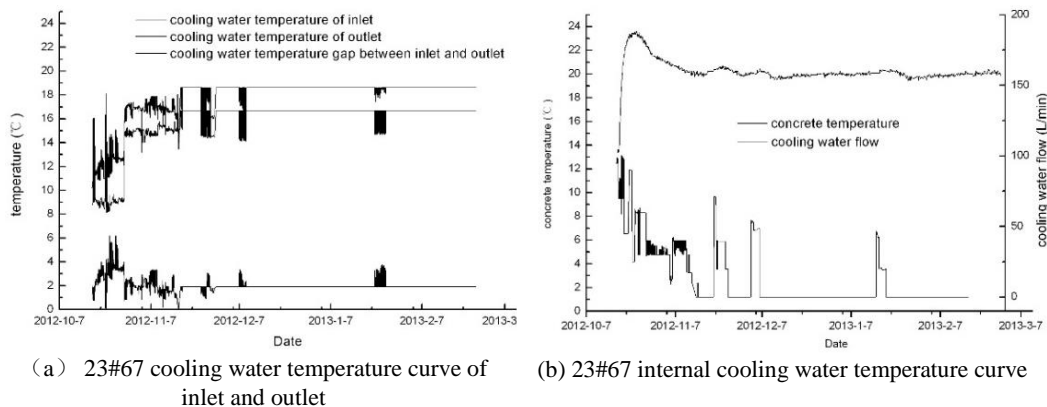 cooling water temperature of inlet
cooling water temperature of outlet
cooling water temperature gap between inlet and outlet
temperature (℃)
24
22
20
18
16
14
12
10
8
6
4
2
0
2012-10-7 2012-11-7 2012-12-7 2013-1-7 2013-2-7 2013-3
Date
(a) 23#67 cooling water temperature curve of
inlet and outlet
concrete temperature
cooling water flow
concrete temperature (℃)
24
22
20
18
16
14
12
10
8
6
4
2
0
200
150
100
50
0
cooling water flow (L/min)
2012-10-7 2012-11-7 2012-12-7 2013-1-7 2013-2-7 2013-3-7
Date
(b) 23#67 internal cooling water temperature curve